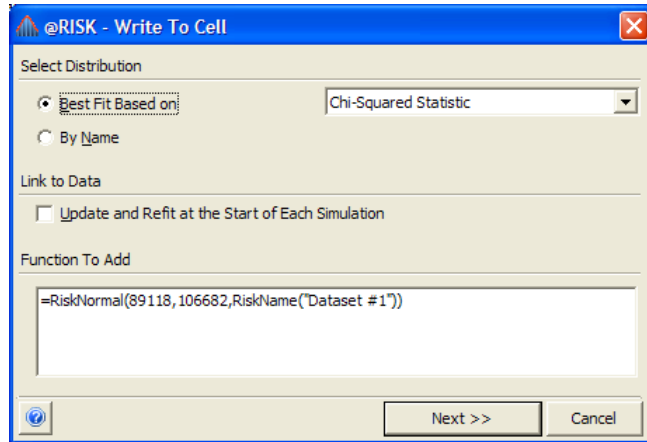 @RISK - Write To Cell
Select Distribution
Best Fit Based on Chi-Squared Statistic
By Name
Link to Data
Update and Refit at the Start of Each Simulation
Function To Add
=RiskNormal(89118,106682,RiskName("Dataset #1"))
? Next >> Cancel